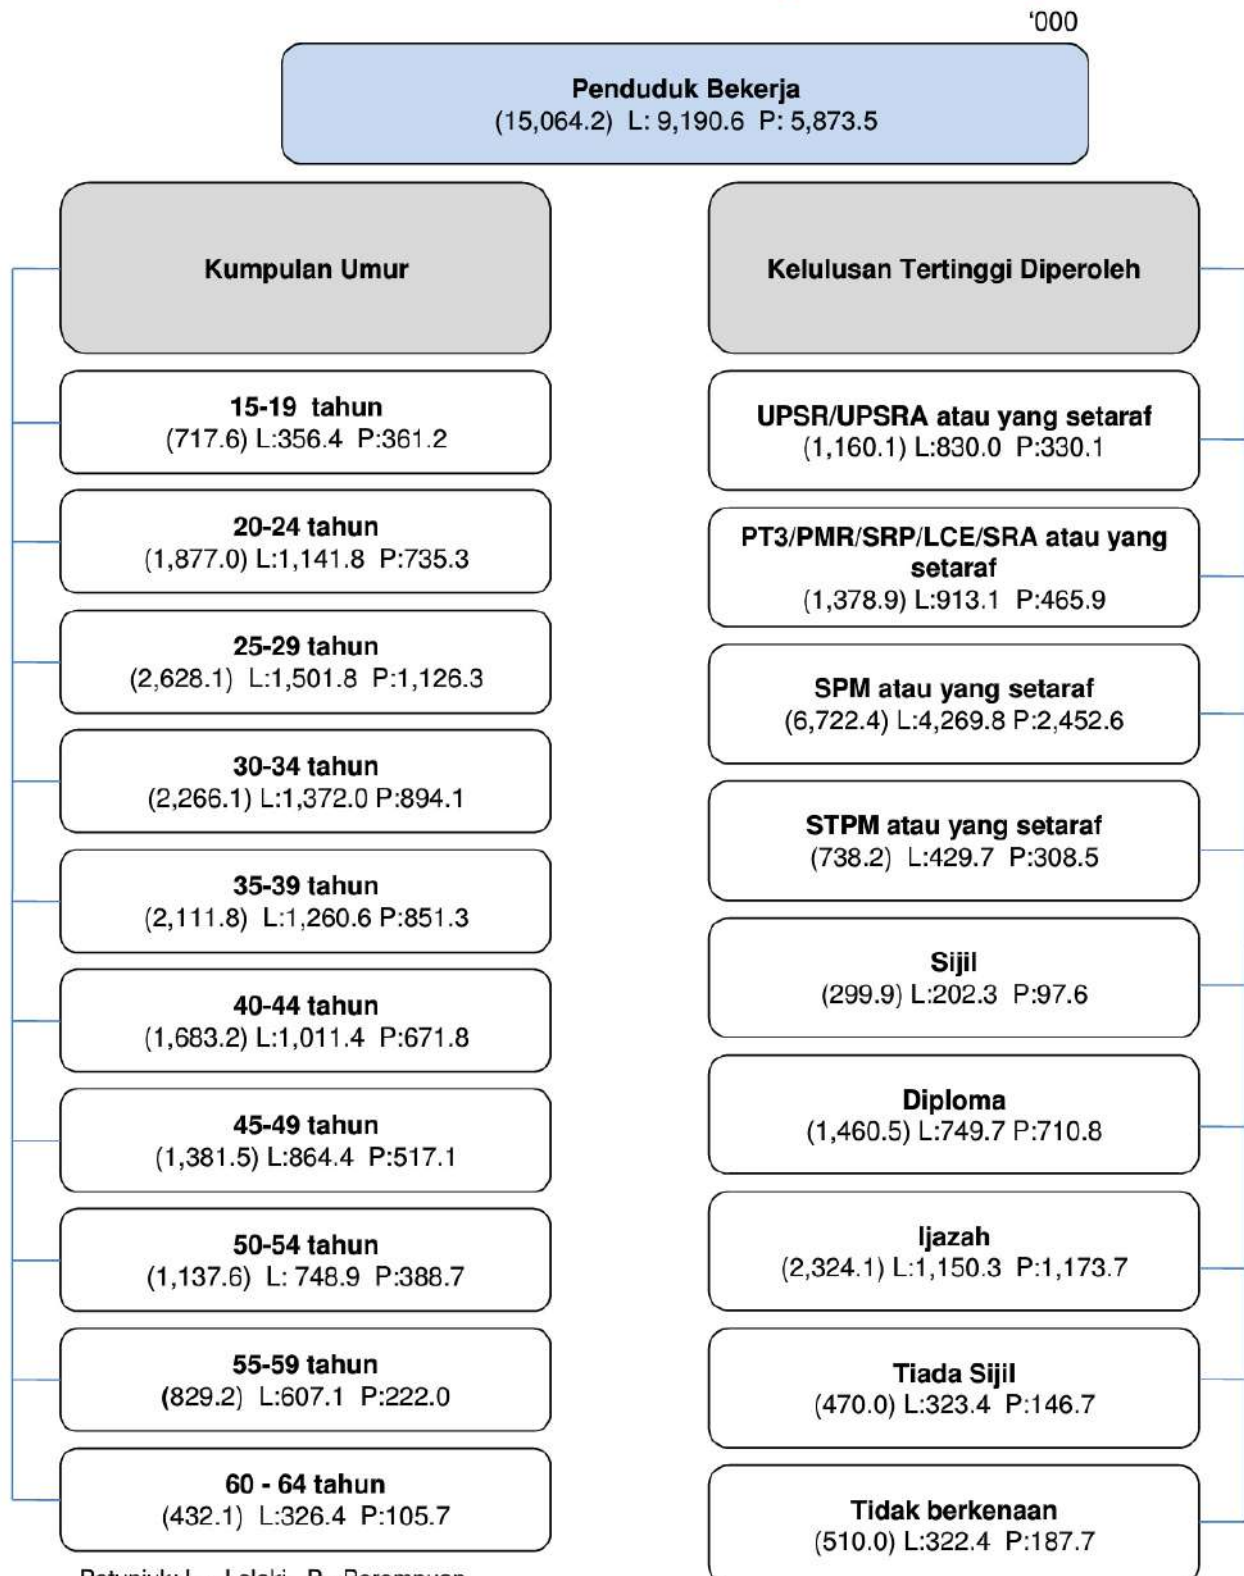 '000
Penduduk Bekerja
(15,064.2) L: 9,190.6 P: 5,873.5
Kumpulan Umur
15-19 tahun
(717.6) L:356.4 P:361.2
20-24 tahun
(1,877.0) L:1,141.8 P:735.3
25-29 tahun
(2,628.1) L:1,501.8 P:1,126.3
30-34 tahun
(2,266.1) L:1,372.0 P:894.1
35-39 tahun
(2,111.8) L:1,260.6 P:851.3
40-44 tahun
(1,683.2) L:1,011.4 P:671.8
45-49 tahun
(1,381.5) L:864.4 P:517.1
50-54 tahun
(1,137.6) L: 748.9 P:388.7
55-59 tahun
(829.2) L:607.1 P:222.0
60 - 64 tahun
(432.1) L:326.4 P:105.7
Kelulusan Tertinggi Diperoleh
UPSR/UPSRA atau yang setaraf
(1,160.1) L:830.0 P:330.1
PT3/PMR/SRP/LCE/SRA atau yang
setaraf
(1,378.9) L:913.1 P:465.9
SPM atau yang setaraf
(6,722.4) L:4,269.8 P:2,452.6
STPM atau yang setaraf
(738.2) L:429.7 P:308.5
Sijil
(299.9) L:202.3 P:97.6
Diploma
(1,460.5) L:749.7 P:710.8
Ijazah
(2,324.1) L:1,150.3 P:1,173.7
Tiada Sijil
(470.0) L:323.4 P:146.7
Tidak berkenaan
(510.0) L:322.4 P:187.7